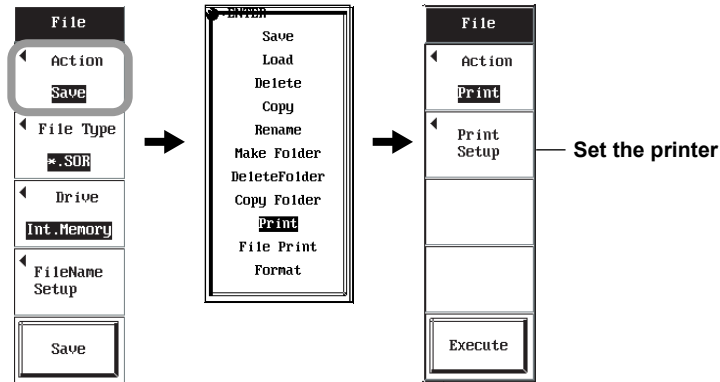 File
Action
Save
File Type
*.SOR
Drive
Int.Memory
FileName
Setup
Save
ENTER
Save
Load
Delete
Copy
Rename
Make Folder
DeleteFolder
Copy Folder
Print
File Print
Format
File
Action
Print
Print
Setup
Execute
Set the printer